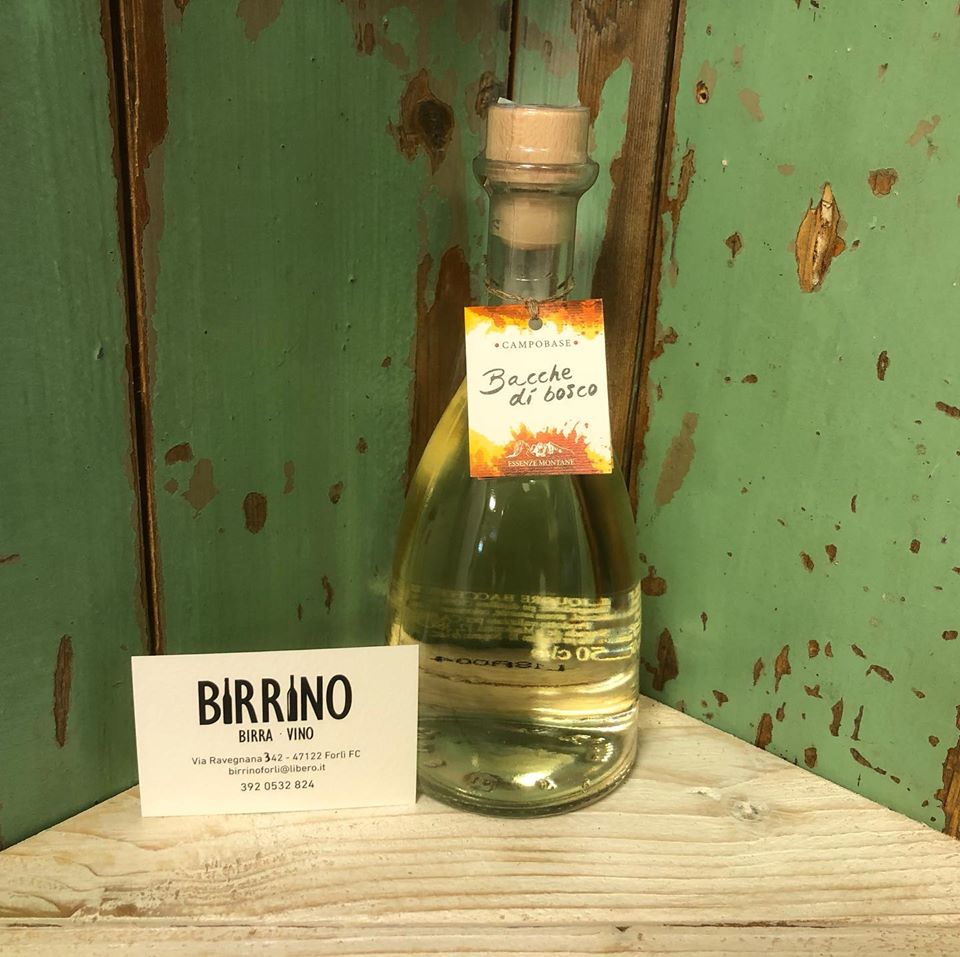 • CAMPOBASE •
Bacche
di bosco
ESSENZE MONTANE
50 cl
BIRRINO
BIRRA · VINO
Via Ravegnana 342 - 47122 Forlì FC
birrinoforli@libero.it
392 0532 824